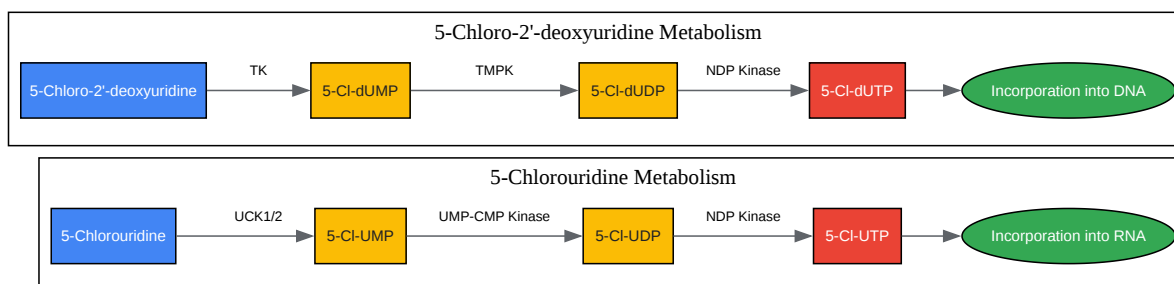 5-Chloro-2'-deoxyuridine Metabolism
TK
TMPK
NDP Kinase
5-Chloro-2'-deoxyuridine
5-Cl-dUMP
5-Cl-dUDP
5-Cl-dUTP
Incorporation into DNA
5-Chlorouridine Metabolism
UCK1/2
UMP-CMP Kinase
NDP Kinase
5-Chlorouridine
5-Cl-UMP
5-Cl-UDP
5-Cl-UTP
Incorporation into RNA